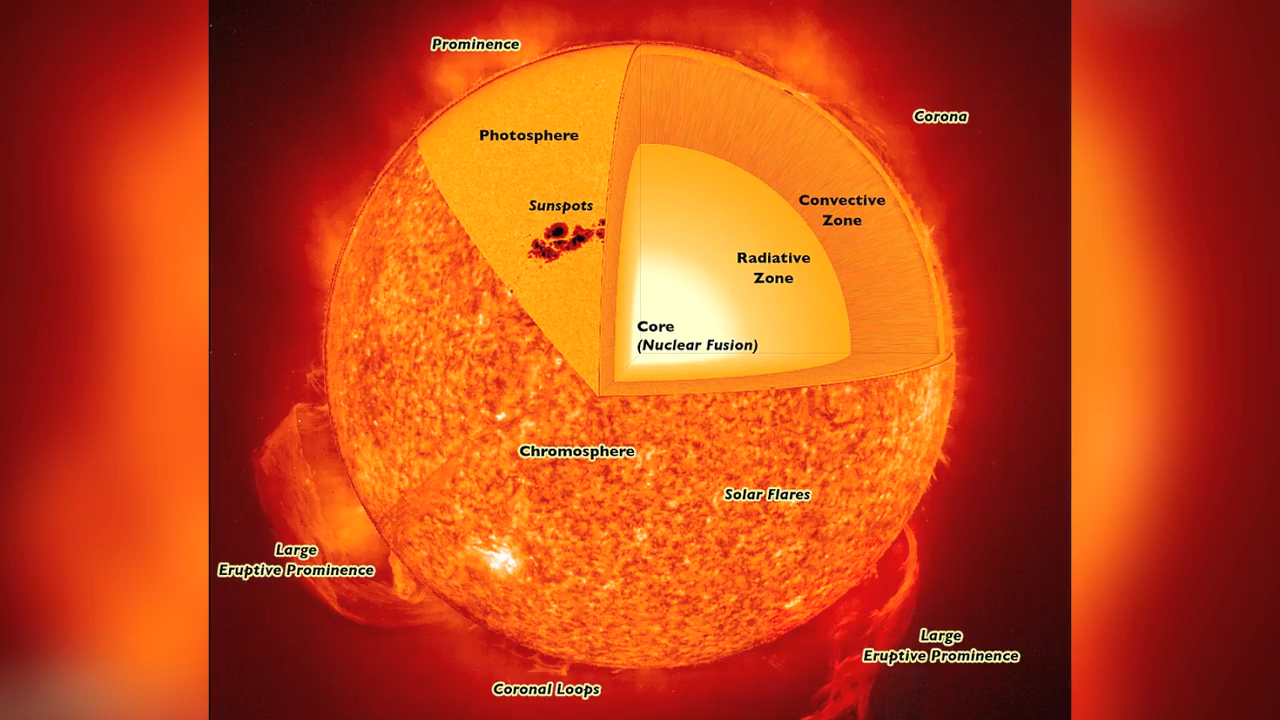 Prominence
Corona
Photosphere
Sunspots
Convective
Zone
Radiative
Zone
Core
(Nuclear Fusion)
Chromosphere
Solar Flares
Large
Eruptive Prominence
Large
Eruptive Prominence
Coronal Loops